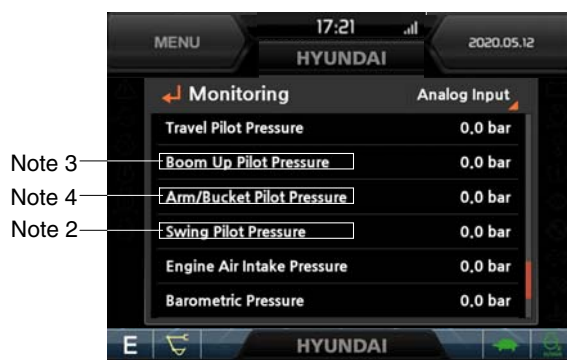 MENU
17:21
2020.05.12
HYUNDAI
Monitoring
Analog Input
Travel Pilot Pressure 0.0 bar
Note 3 Boom Up Pilot Pressure 0.0 bar
Note 4 Arm/Bucket Pilot Pressure 0.0 bar
Note 2 Swing Pilot Pressure 0.0 bar
Engine Air Intake Pressure 0.0 bar
Barometric Pressure 0.0 bar
E
HYUNDAI